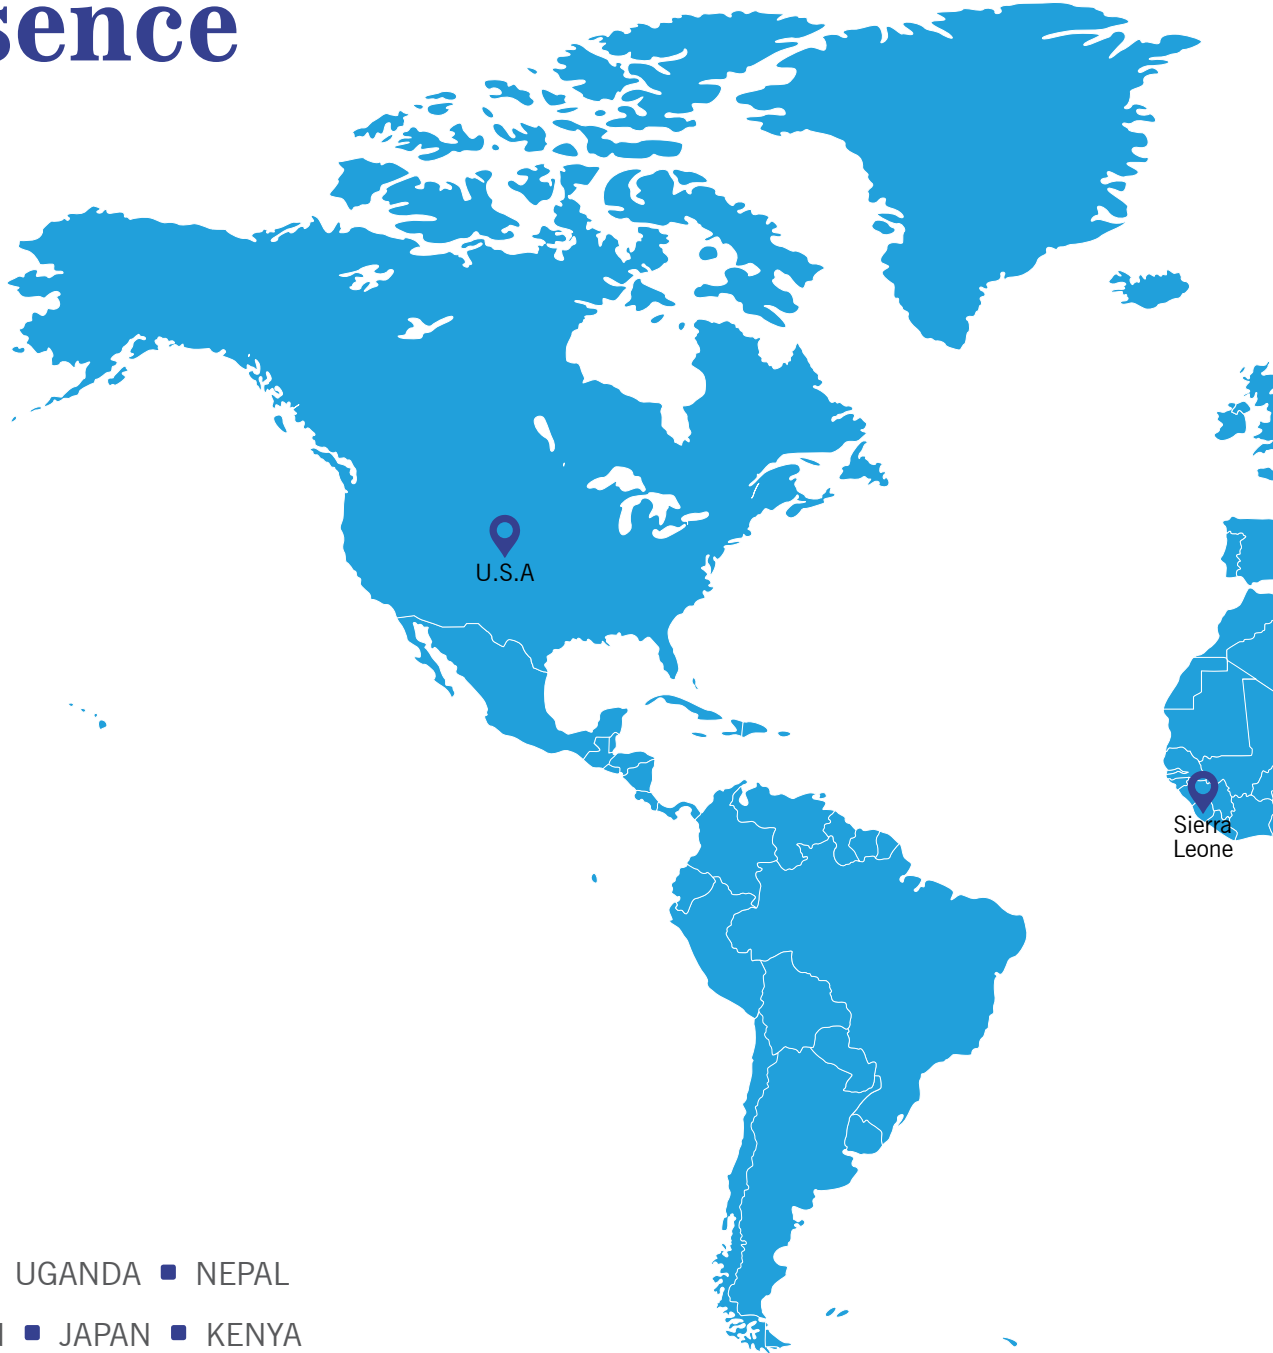 sence
U.S.A
Sierra
Leone
UGANDA ▪ NEPAL
▪ JAPAN ▪ KENYA